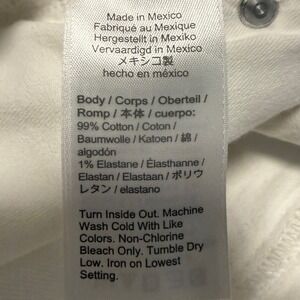 Made in Mexico
Fabriqué au Mexique
Hergestellt in Mexiko
Vervaardigd in Mexico
メキシコ製
hecho en méxico
Body / Corps / Oberteil /
Romp / 本体 / cuerpo:
99% Cotton / Coton /
Baumwolle / Katoen / 綿 /
algodón
1% Elastane / Élasthanne /
Elastan / Elastaan / ポリウ
レタン / elastano
Turn Inside Out. Machine
Wash Cold With Like
Colors. Non-Chlorine
Bleach Only. Tumble Dry
Low. Iron on Lowest
Setting.